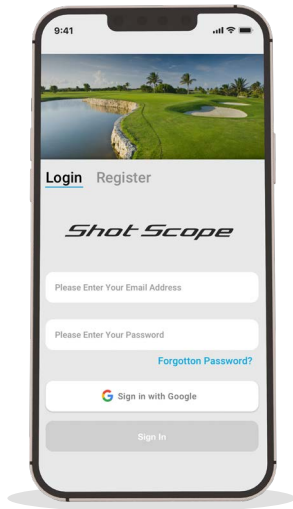 9:41
Login Register
Shot Scope
Please Enter Your Email Address
Please Enter Your Password
Forgotton Password?
Sign in with Google
Sign In